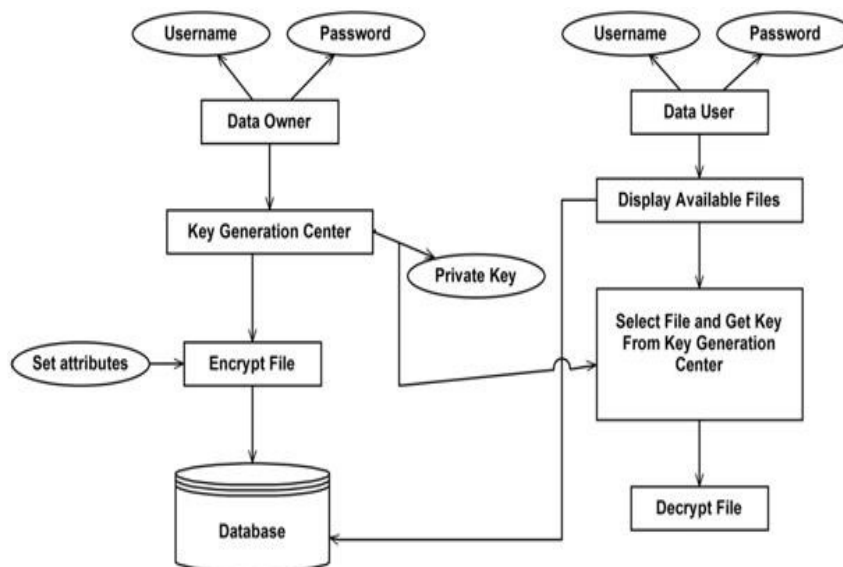 Username
Password
Username
Password
Data Owner
Data User
Display Available Files
Key Generation Center
Private Key
Select File and Get Key
From Key Generation
Center
Set attributes
Encrypt File
Database
Decrypt File